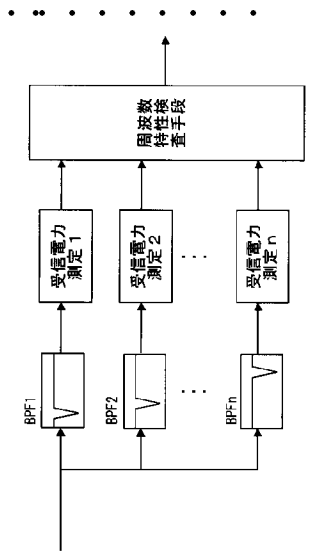 BPF1
受信電力
測定1
BPF2
受信電力
測定2
BPFn
受信電力
測定n
周波数
特性検
査手段